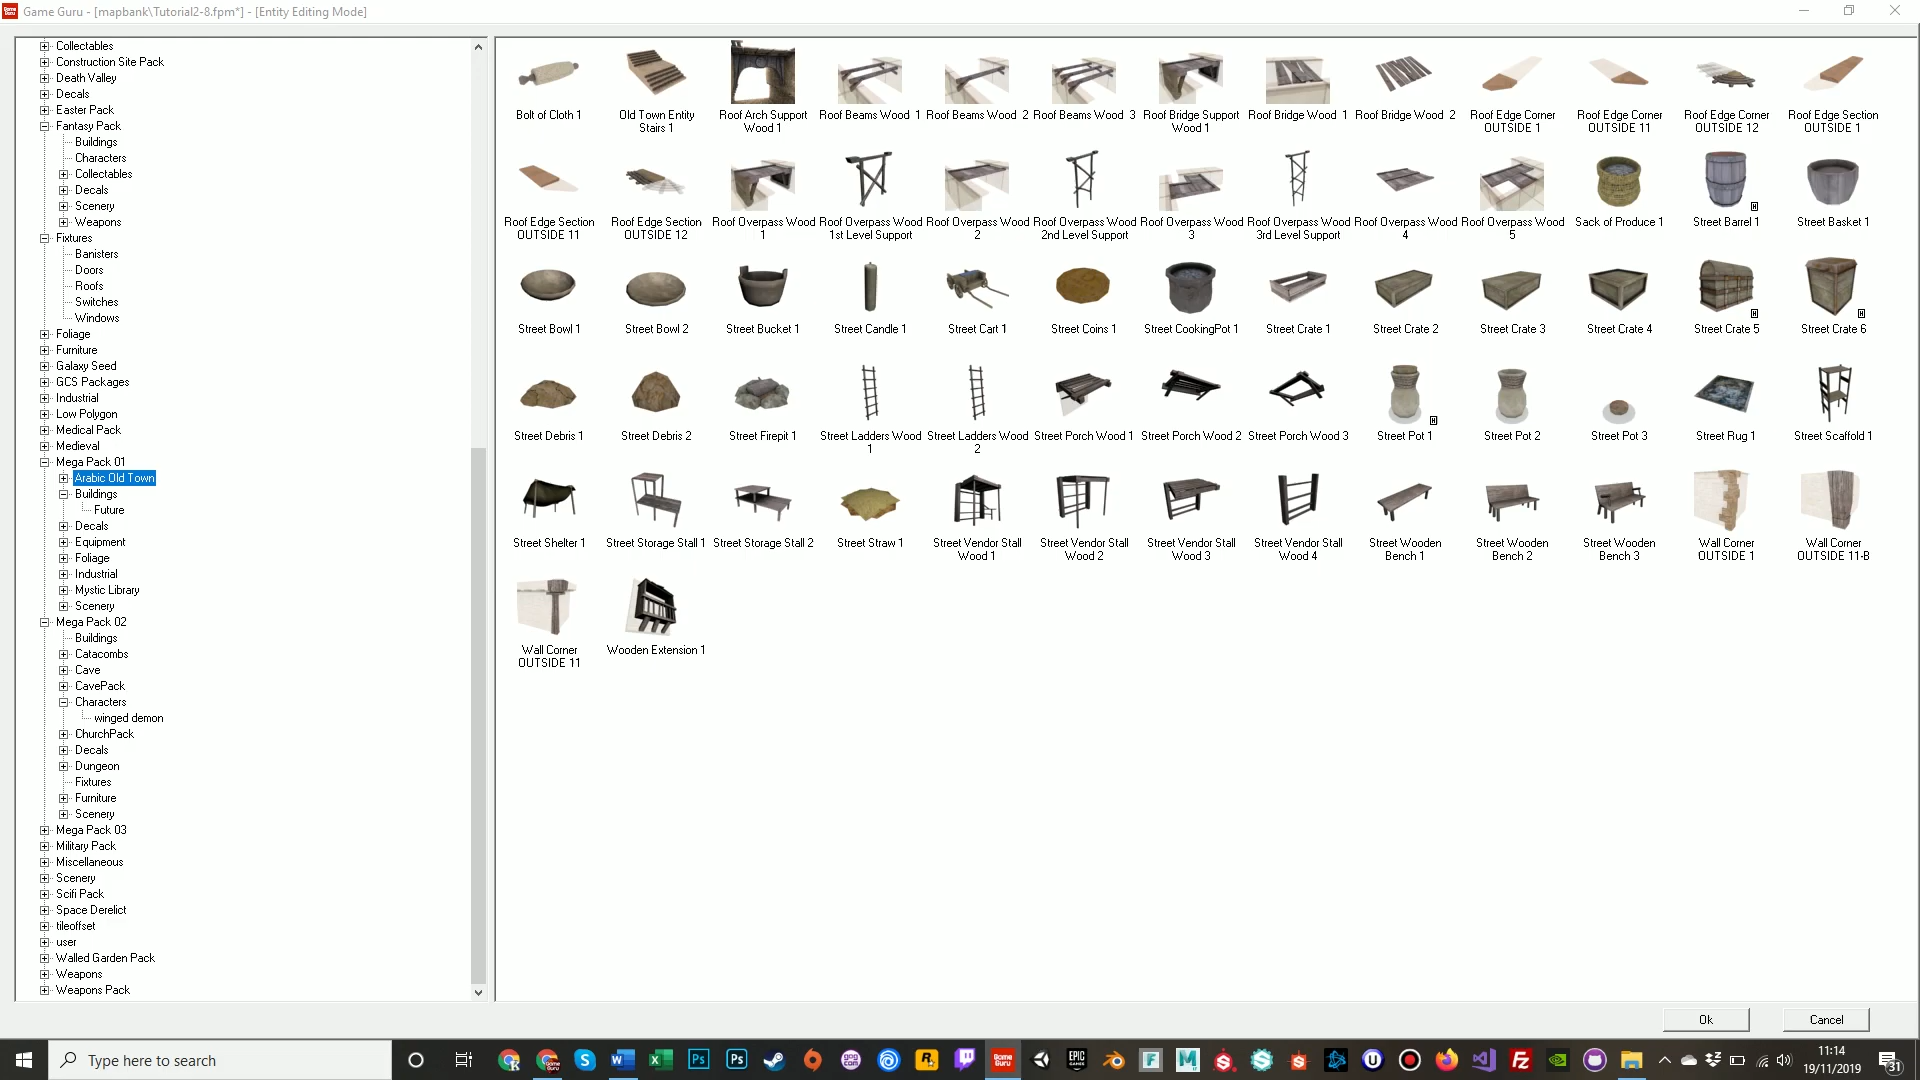 Game Guru - [mapbank\Tutorial2-8.fpm*] - [Entity Editing Mode]
Collectables
Construction Site Pack
Death Valley
Decals
Easter Pack
Fantasy Pack
Buildings
Characters
Collectables
Decals
Scenery
Weapons
Fixtures
Banisters
Doors
Roofs
Switches
Windows
Foliage
Furniture
Galaxy Seed
GCS Packages
Industrial
Low Polygon
Medical Pack
Medieval
Mega Pack 01
Arabic Old Town
Buildings
Future
Decals
Equipment
Foliage
Industrial
Mystic Library
Scenery
Mega Pack 02
Buildings
Catacombs
Cave
CavePack
Characters
winged demon
ChurchPack
Decals
Dungeon
Fixtures
Furniture
Scenery
Mega Pack 03
Military Pack
Miscellaneous
Scenery
Scifi Pack
Space Derelict
tileoffset
user
Walled Garden Pack
Weapons
Weapons Pack
Bolt of Cloth 1
Old Town Entity
Stairs 1
Roof Arch Support
Wood 1
Roof Beams Wood 1
Roof Beams Wood 2
Roof Beams Wood 3
Roof Bridge Support
Wood 1
Roof Bridge Wood 1
Roof Bridge Wood 2
Roof Edge Corner
OUTSIDE 1
Roof Edge Corner
OUTSIDE 11
Roof Edge Corner
OUTSIDE 12
Roof Edge Section
OUTSIDE 1
Roof Edge Section
OUTSIDE 11
Roof Edge Section
OUTSIDE 12
Roof Overpass Wood
1
Roof Overpass Wood
1st Level Support
Roof Overpass Wood
2
Roof Overpass Wood
2nd Level Support
Roof Overpass Wood
3
Roof Overpass Wood
3rd Level Support
Roof Overpass Wood
4
Roof Overpass Wood
5
Sack of Produce 1
Street Barrel 1
Street Basket 1
Street Bowl 1
Street Bowl 2
Street Bucket 1
Street Candle 1
Street Cart 1
Street Coins 1
Street CookingPot 1
Street Crate 1
Street Crate 2
Street Crate 3
Street Crate 4
Street Crate 5
Street Crate 6
Street Debris 1
Street Debris 2
Street Firepit 1
Street Ladders Wood
1
Street Ladders Wood
2
Street Porch Wood 1
Street Porch Wood 2
Street Porch Wood 3
Street Pot 1
Street Pot 2
Street Pot 3
Street Rug 1
Street Scaffold 1
Street Shelter 1
Street Storage Stall 1
Street Storage Stall 2
Street Straw 1
Street Vendor Stall
Wood 1
Street Vendor Stall
Wood 2
Street Vendor Stall
Wood 3
Street Vendor Stall
Wood 4
Street Wooden
Bench 1
Street Wooden
Bench 2
Street Wooden
Bench 3
Wall Corner
OUTSIDE 1
Wall Corner
OUTSIDE 11-B
Wall Corner
OUTSIDE 11
Wooden Extension 1
Ok
Cancel
Type here to search
11:14
19/11/2019
31